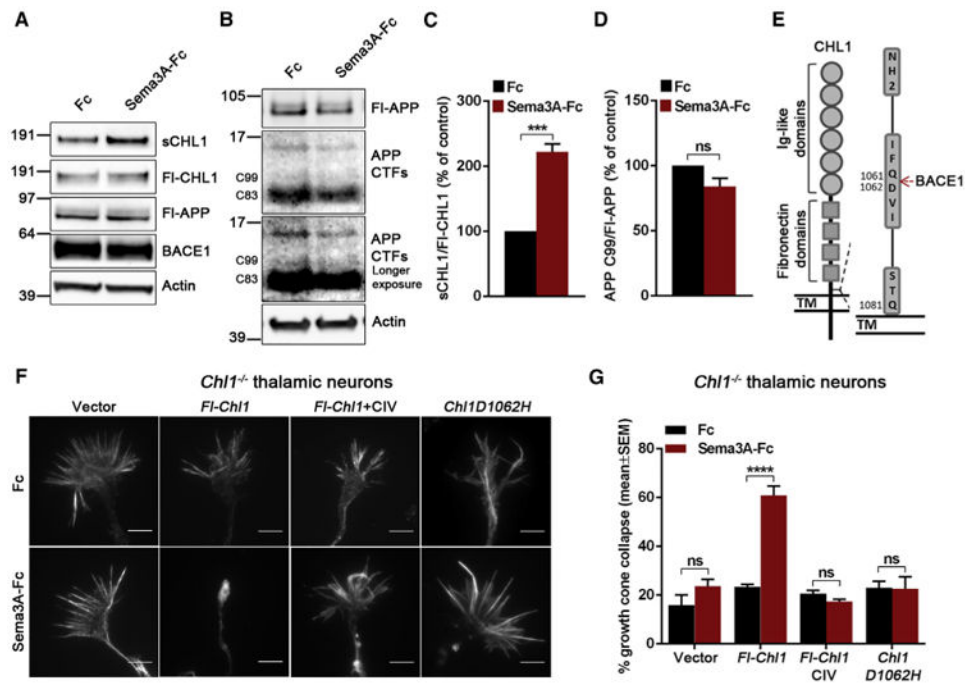 A
Fc
Sema3A-Fc
191
sCHL1
191
Fl-CHL1
97
Fl-APP
64
BACE1
39
Actin
B
Fc
Sema3A-Fc
105
Fl-APP
17
APP
CTFs
C99
C83
17
APP
CTFs
C99
C83
Longer
exposure
39
Actin
C
Fc
Sema3A-Fc
sCHL1/Fl-CHL1 (% of control)
300
200
100
0
***
D
Fc
Sema3A-Fc
APP C99/Fl-APP (% of control)
150
100
50
0
ns
E
CHL1
Ig-like
domains
Fibronectin
domains
TM
NH2
IFQDVI
1061
1062
BACE1
STQ
1081
TM
F
Chl1-/- thalamic neurons
Vector
Fl-Chl1
Fl-Chl1+CIV
Chl1D1062H
Fc
Sema3A-Fc
G
Chl1-/- thalamic neurons
Fc
Sema3A-Fc
% growth cone collapse (mean±SEM)
80
60
40
20
0
ns
****
ns
ns
Vector
Fl-Chl1
Fl-Chl1
CIV
Chl1
D1062H